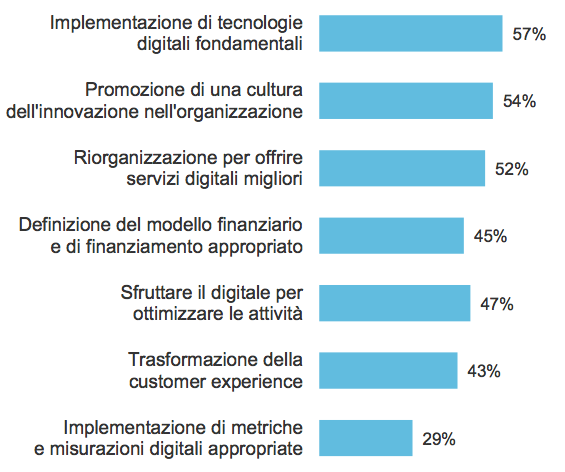 Implementazione di tecnologie
digitali fondamentali
57%
Promozione di una cultura
dell'innovazione nell'organizzazione
54%
Riorganizzazione per offrire
servizi digitali migliori
52%
Definizione del modello finanziario
e di finanziamento appropriato
45%
Sfruttare il digitale per
ottimizzare le attività
47%
Trasformazione della
customer experience
43%
Implementazione di metriche
e misurazioni digitali appropriate
29%